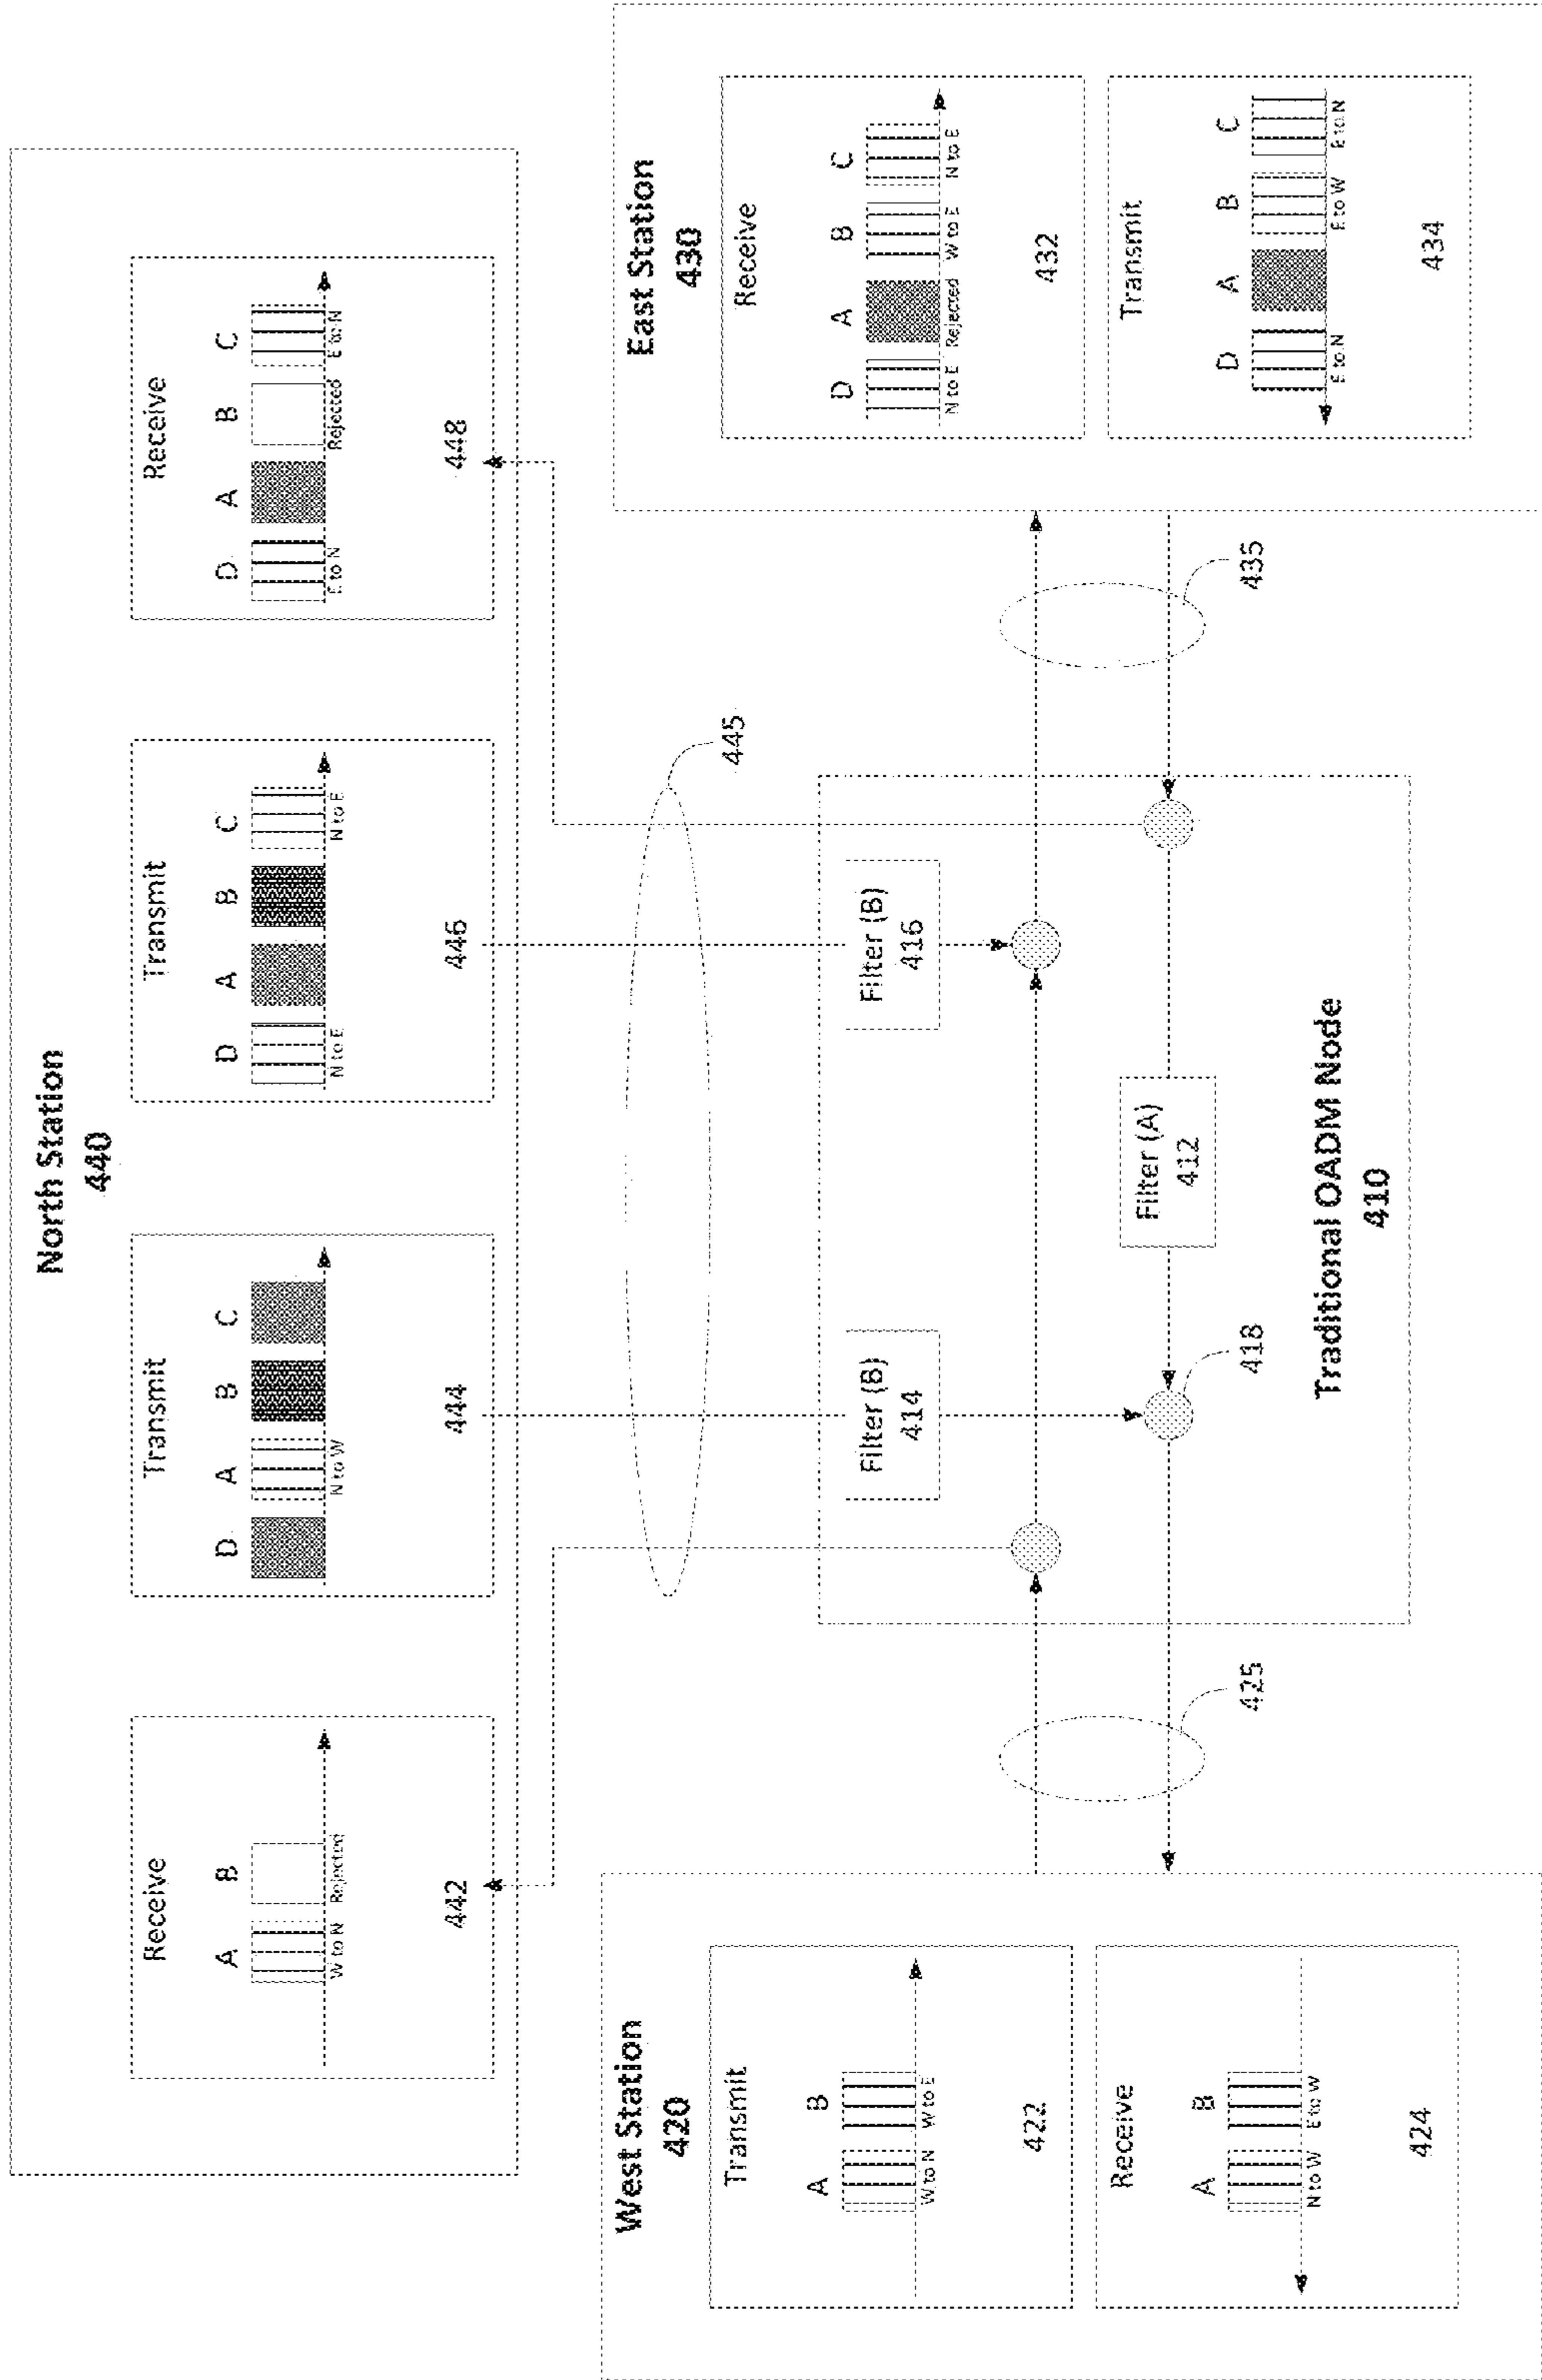 North Station
440
Receive
A B
W to N Rejected
442
Transmit
D A B C
N to W
444
Transmit
D A B C
N to E N to E
446
Receive
D A B C
E to N Rejected E to N
448
445
West Station
420
Transmit
A B
W to N W to E
422
Receive
A B
N to W E to W
424
425
Filter (B)
414
Filter (B)
416
Filter (A)
412
418
Traditional OADM Node
410
435
East Station
430
Receive
D A B C
N to E Rejected W to E N to E
432
Transmit
D A B C
E to N E to W E to N
434